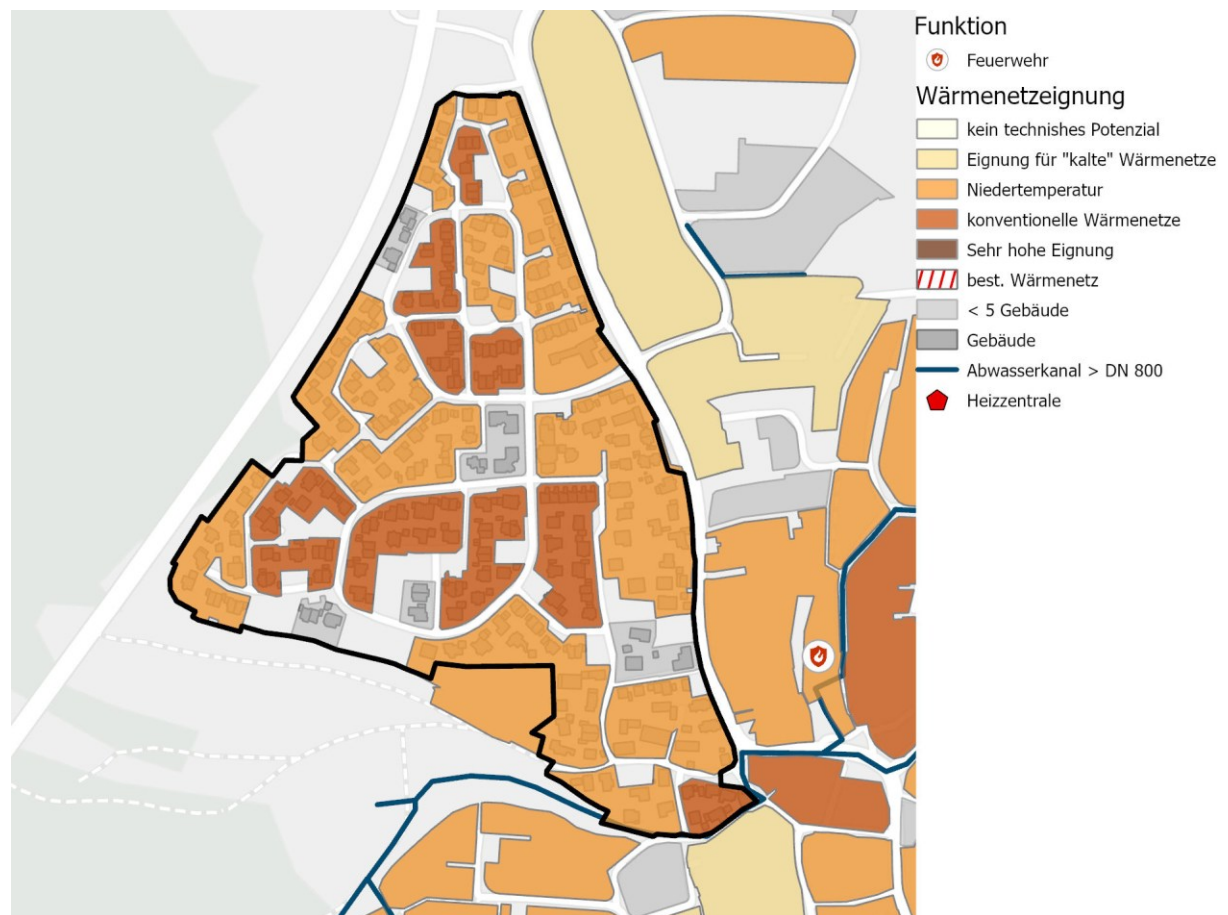 Funktion
Feuerwehr
Wärmenetzeignung
kein technishes Potenzial
Eignung für "kalte" Wärmenetze
Niedertemperatur
konventionelle Wärmenetze
Sehr hohe Eignung
best. Wärmenetz
< 5 Gebäude
Gebäude
Abwasserkanal > DN 800
Heizzentrale